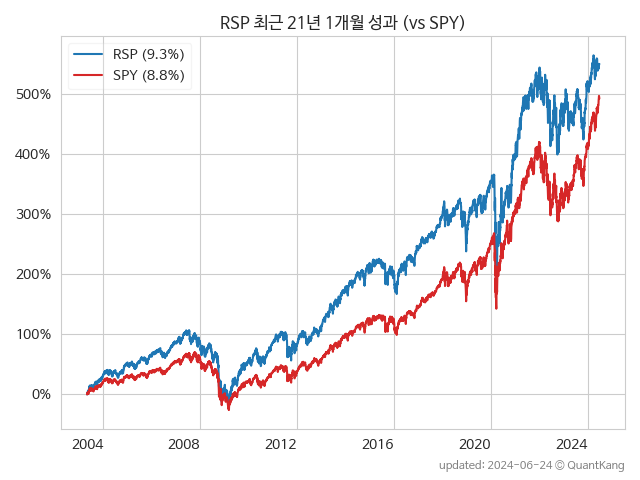 RSP 최근 21년 1개월 성과 (vs SPY)
RSP (9.3%)
SPY (8.8%)
500%
400%
300%
200%
100%
0%
2004 2008 2012 2016 2020 2024
updated: 2024-06-24 © QuantKang